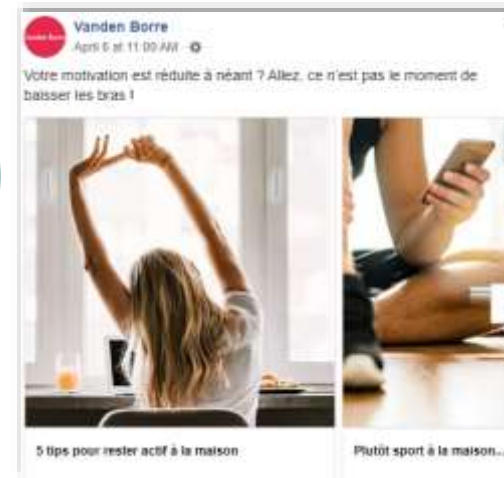 Vanden Borre
April 6 at 11:00 AM
Votre motivation est réduite à néant ? Allez, ce n'est pas le moment de
baisser les bras !
5 tips pour rester actif à la maison
Plutôt sport à la maison...